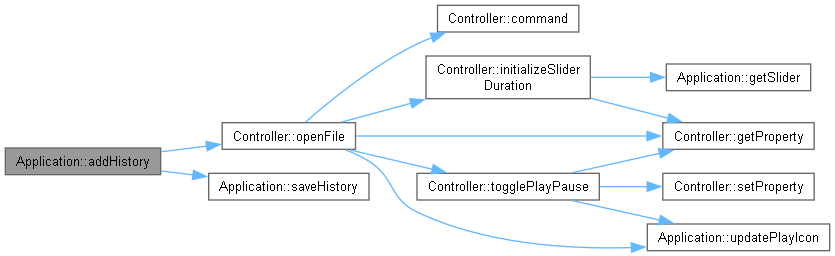 Controller::command
Controller::initializeSlider
Duration
Application::getSlider
Controller::openFile
Controller::getProperty
Application::addHistory
Application::saveHistory
Controller::togglePlayPause
Controller::setProperty
Application::updatePlayIcon